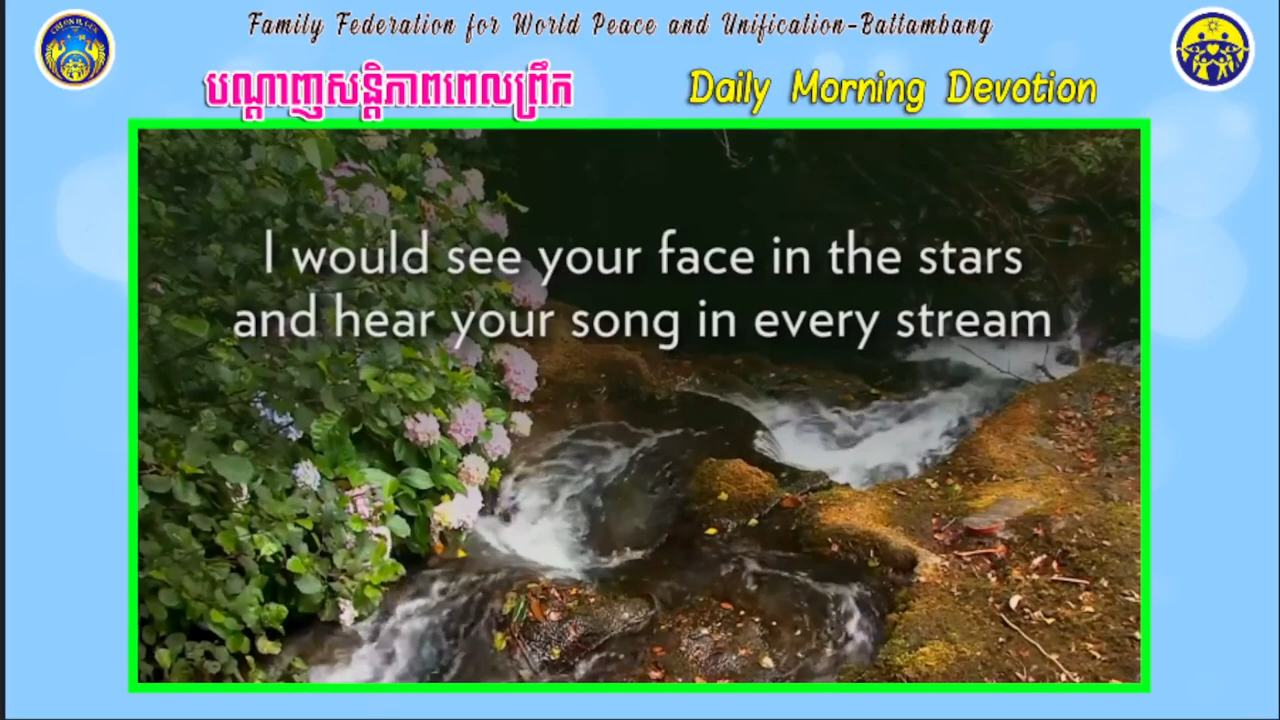 Family Federation for World Peace and Unification-Battambang
បណ្តាញសន្តិភាពពេលព្រឹក
Daily Morning Devotion
I would see your face in the stars
and hear your song in every stream